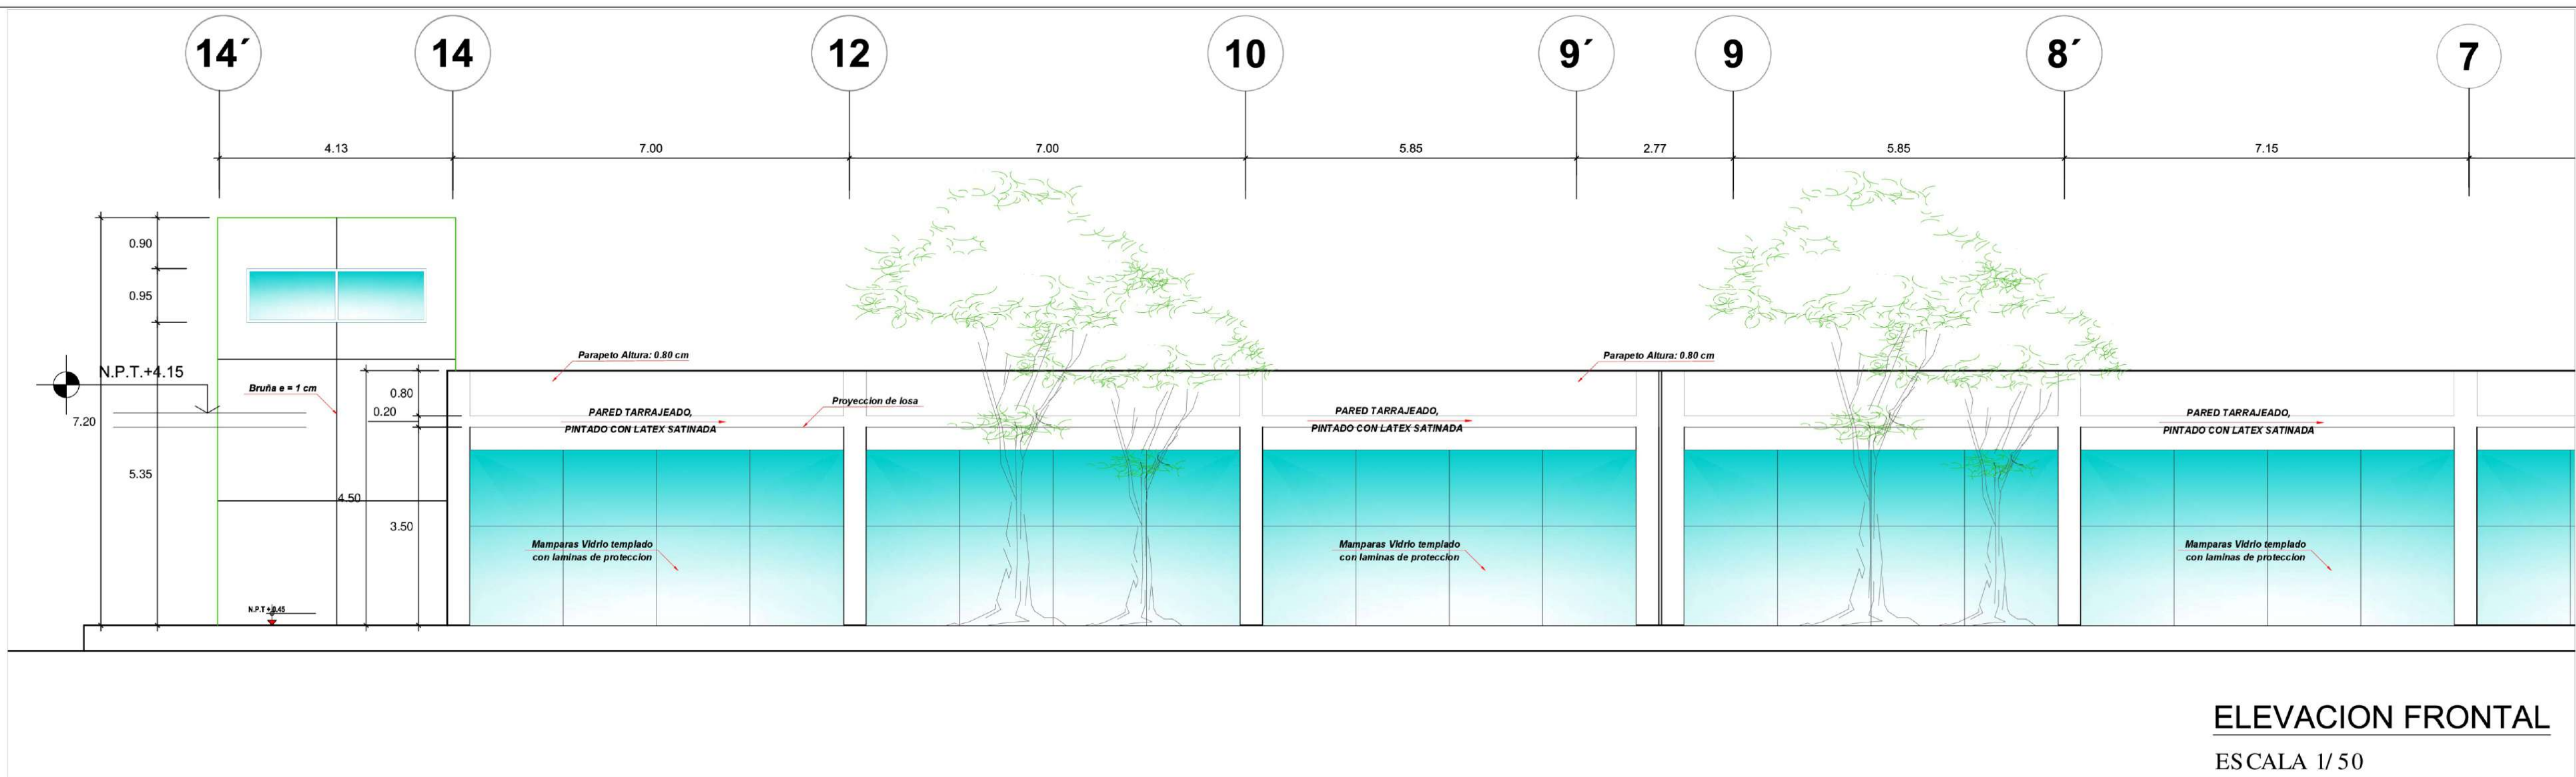 14´ 14 12 10 9´ 9 8´ 7
4.13 7.00 7.00 5.85 2.77 5.85 7.15
0.90
0.95
N.P.T.+4.15
7.20
5.35
Bruña e = 1 cm
4.50
0.80
0.20
3.50
N.P.T + 0.45
Parapeto Altura: 0.80 cm
Proyeccion de losa
PARED TARRAJEADO,
PINTADO CON LATEX SATINADA
Mamparas Vidrio templado
con laminas de proteccion
Parapeto Altura: 0.80 cm
PARED TARRAJEADO,
PINTADO CON LATEX SATINADA
Mamparas Vidrio templado
con laminas de proteccion
PARED TARRAJEADO,
PINTADO CON LATEX SATINADA
Mamparas Vidrio templado
con laminas de proteccion
ELEVACION FRONTAL
ESCALA 1/ 50